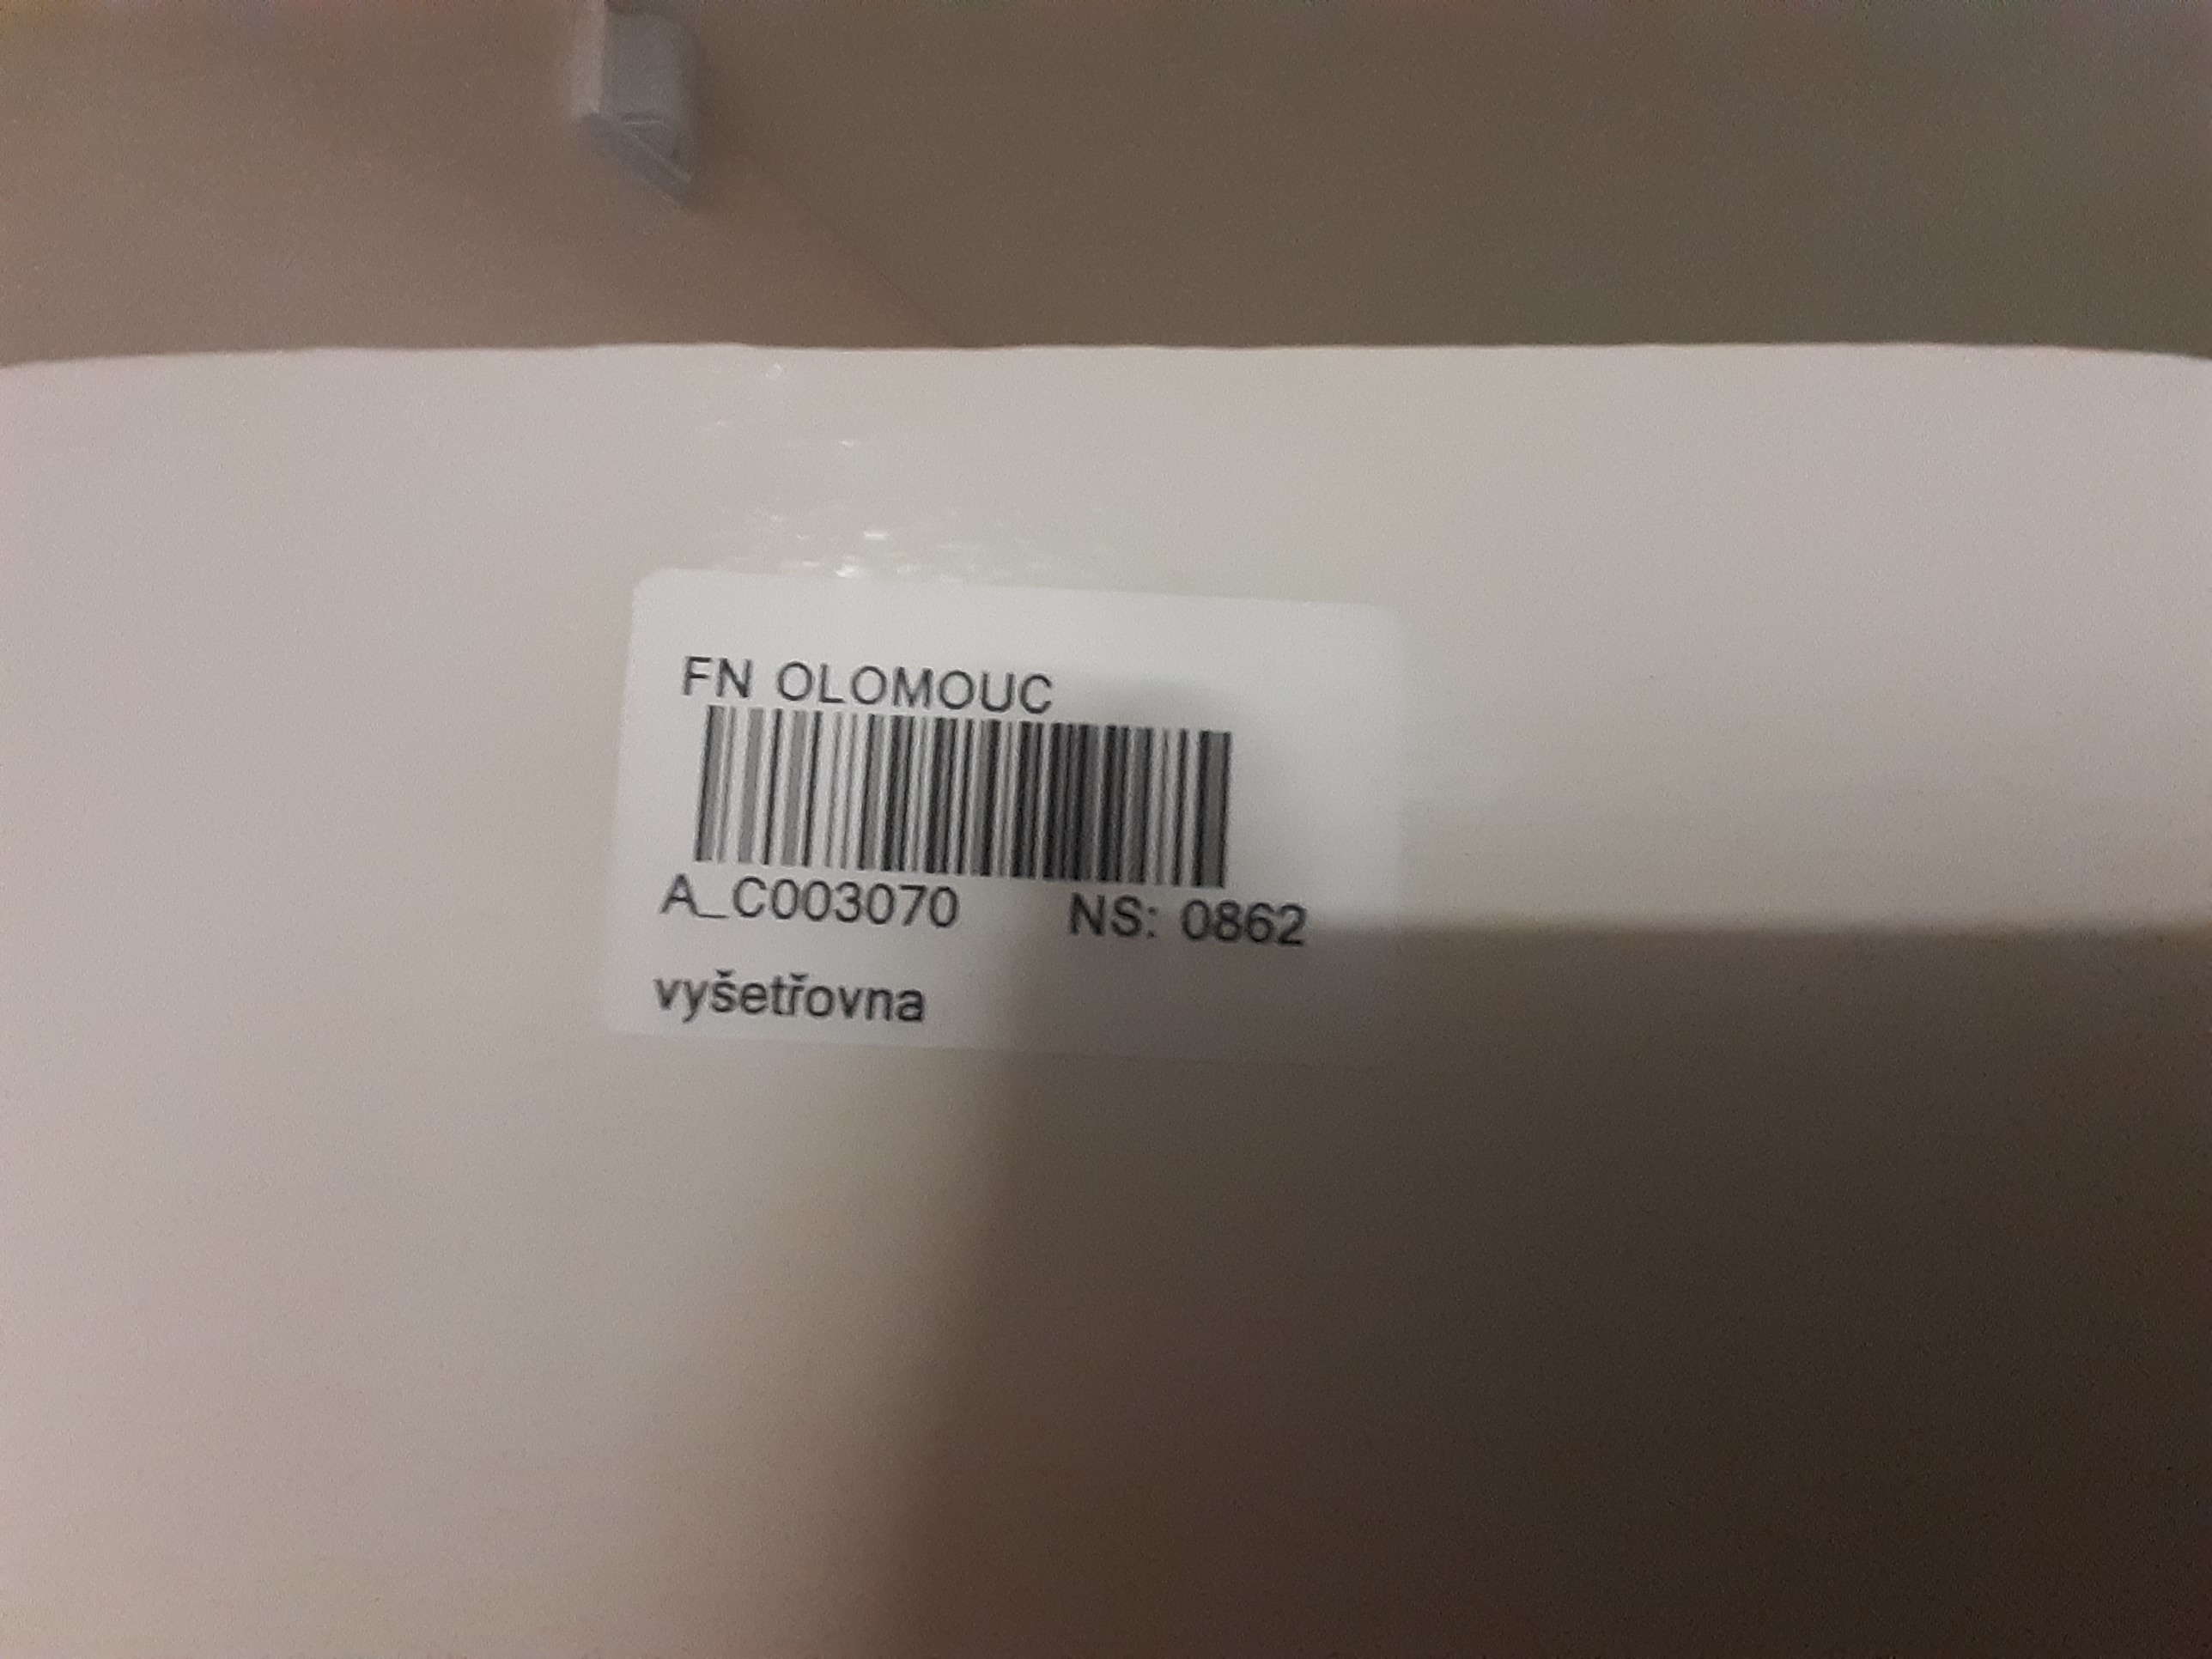 FN OLOMOUC
A_C003070 NS: 0862
vyšetřovna